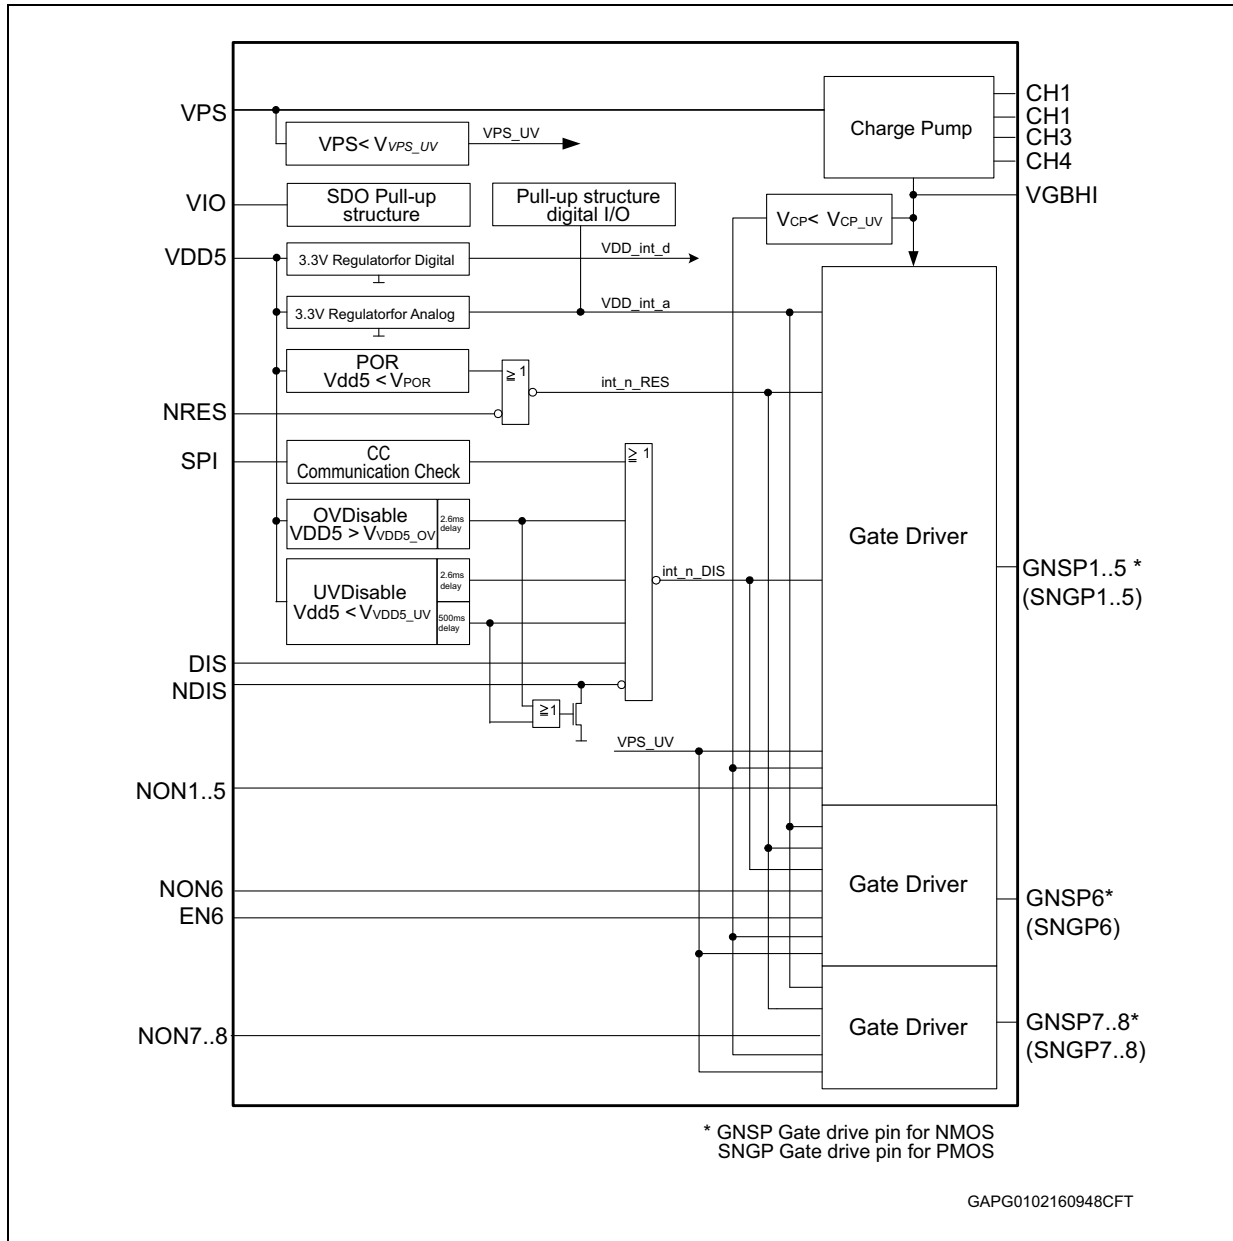 VPS
VPS< VVPS_UV
VPS_UV
Charge Pump
CH1
CH1
CH3
CH4
VGBHI
VIO
SDO Pull-up
structure
Pull-up structure
digital I/O
VCP< VCP_UV
VDD5
3.3V Regulatorfor Digital
VDD_int_d
3.3V Regulatorfor Analog
VDD_int_a
POR
Vdd5 < VPOR
≥ 1
int_n_RES
NRES
SPI
CC
Communication Check
≥ 1
OVDisable
VDD5 > VVDD5_OV
2.6ms
delay
Gate Driver
UVDisable
Vdd5 < VVDD5_UV
2.6ms
delay
500ms
delay
int_n_DIS
GNSP1..5 *
(SNGP1..5)
DIS
NDIS
≥1
VPS_UV
NON1..5
NON6
EN6
Gate Driver
GNSP6*
(SNGP6)
NON7..8
Gate Driver
GNSP7..8*
(SNGP7..8)
* GNSP Gate drive pin for NMOS
SNGP Gate drive pin for PMOS
GAPG0102160948CFT